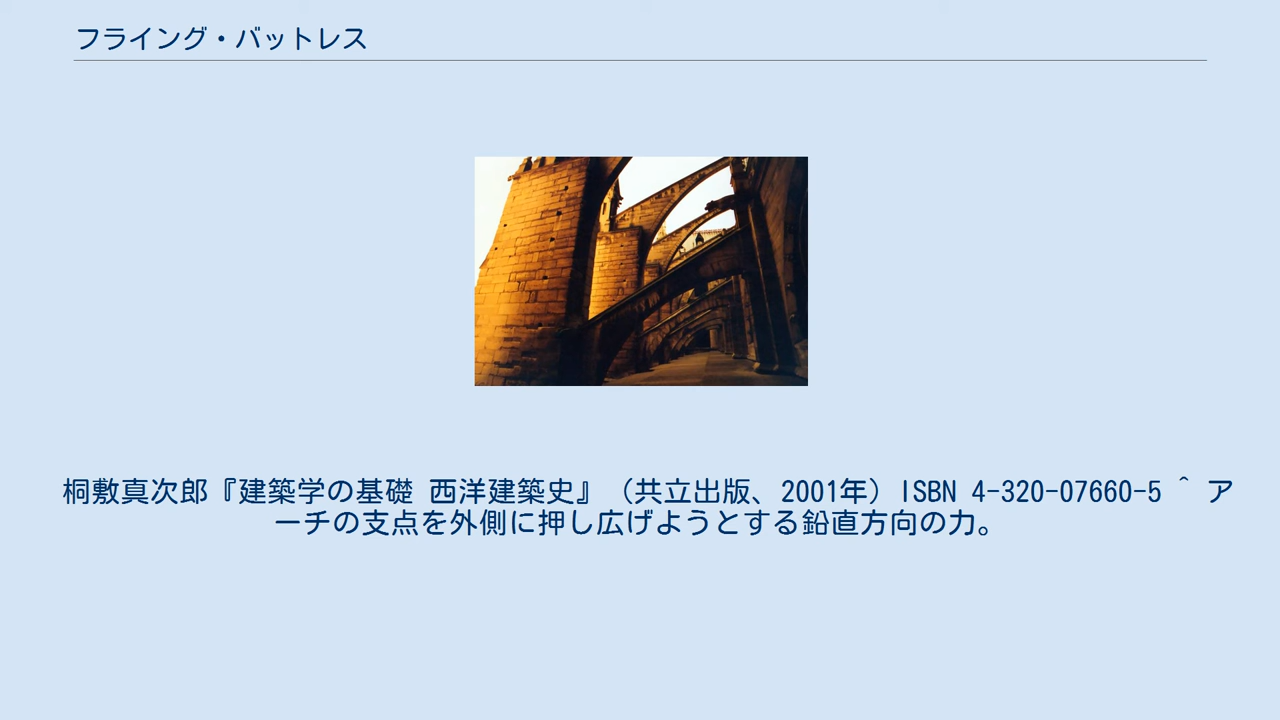 フライング・バットレス
桐敷真次郎『建築学の基礎 西洋建築史』（共立出版、2001年）ISBN 4-320-07660-5 ^ ア
ーチの支点を外側に押し広げようとする鉛直方向の力。